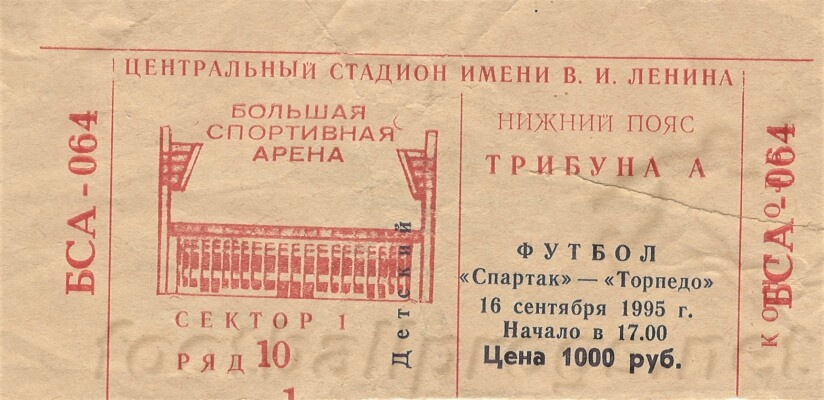 ЦЕНТРАЛЬНЫЙ СТАДИОН ИМЕНИ В. И. ЛЕНИНА
БСА - 064
БОЛЬШАЯ
СПОРТИВНАЯ
АРЕНА
СЕКТОР 1
РЯД 10
Детский
НИЖНИЙ ПОЯС
ТРИБУНА А
ФУТБОЛ
«Спартак» — «Торпедо»
16 сентября 1995 г.
Начало в 17.00
Цена 1000 руб.
БСА - 064